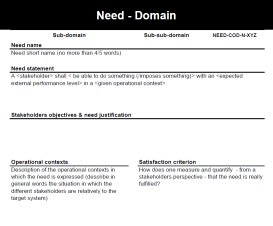 Need - Domain
Sub-domain Sub-sub-domain NEED-COD-N-XYZ
Need name
Need short name (no more than 4/5 words)
Need statement
A <stakeholder> shall < be able to do something (/imposes something)> with an <expected
external performance level> in a <given operational context>.
Stakeholders objectives & need justification
Operational contexts
Description of the operational contexts in
which the need is expressed (describe in
general words the situation in which the
different stakeholders are relatively to the
target system)
Satisfaction criterion
How does one measure and quantify - from a
stakeholders perspective - that the need is really
fulfilled?